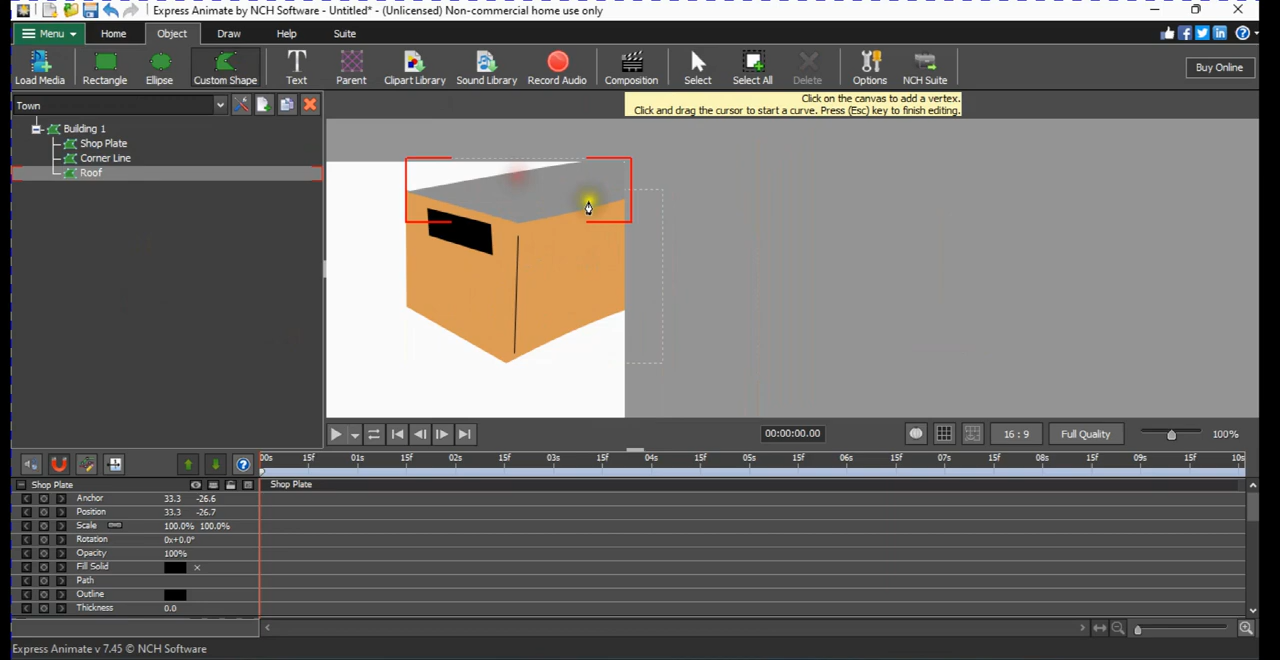 Express Animate by NCH Software - Untitled* - (Unlicensed) Non-commercial home use only
Menu Home Object Draw Help Suite
Load Media Rectangle Ellipse Custom Shape Text Parent Clipart Library Sound Library Record Audio Composition Select Select All Delete Options NCH Suite Buy Online
Town
Click on the canvas to add a vertex.
Click and drag the cursor to start a curve. Press (Esc) key to finish editing.
Building 1
Shop Plate
Corner Line
Roof
00:00:00.00 16 : 9 Full Quality 100%
00s 15f 01s 15f 02s 15f 03s 15f 04s 15f 05s 15f 06s 15f 07s 15f 08s 15f 09s 15f 10s
Shop Plate Shop Plate
Anchor 33.3 -26.6
Position 33.3 -26.7
Scale 100.0% 100.0%
Rotation 0x+0.0°
Opacity 100%
Fill Solid
Path
Outline
Thickness 0.0
Express Animate v 7.45 © NCH Software